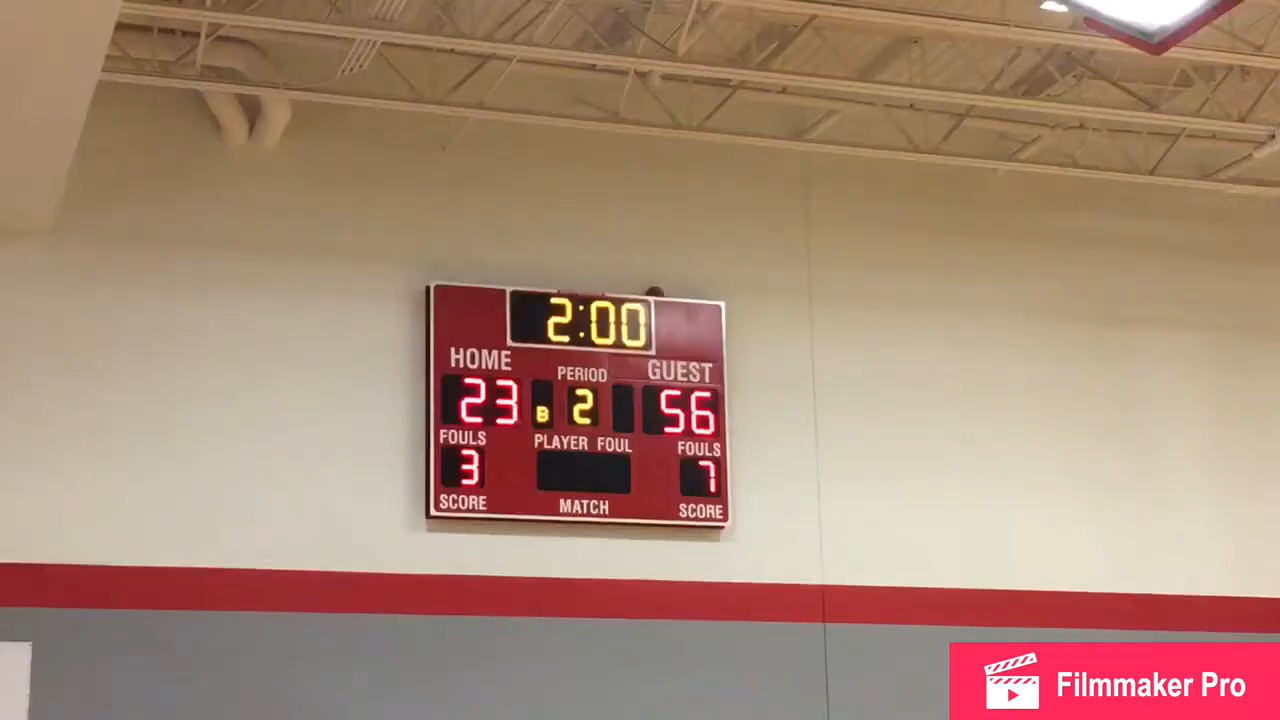 2:00
HOME
PERIOD
GUEST
23
B
2
56
FOULS
PLAYER FOUL
FOULS
3
7
SCORE
MATCH
SCORE
Filmmaker Pro